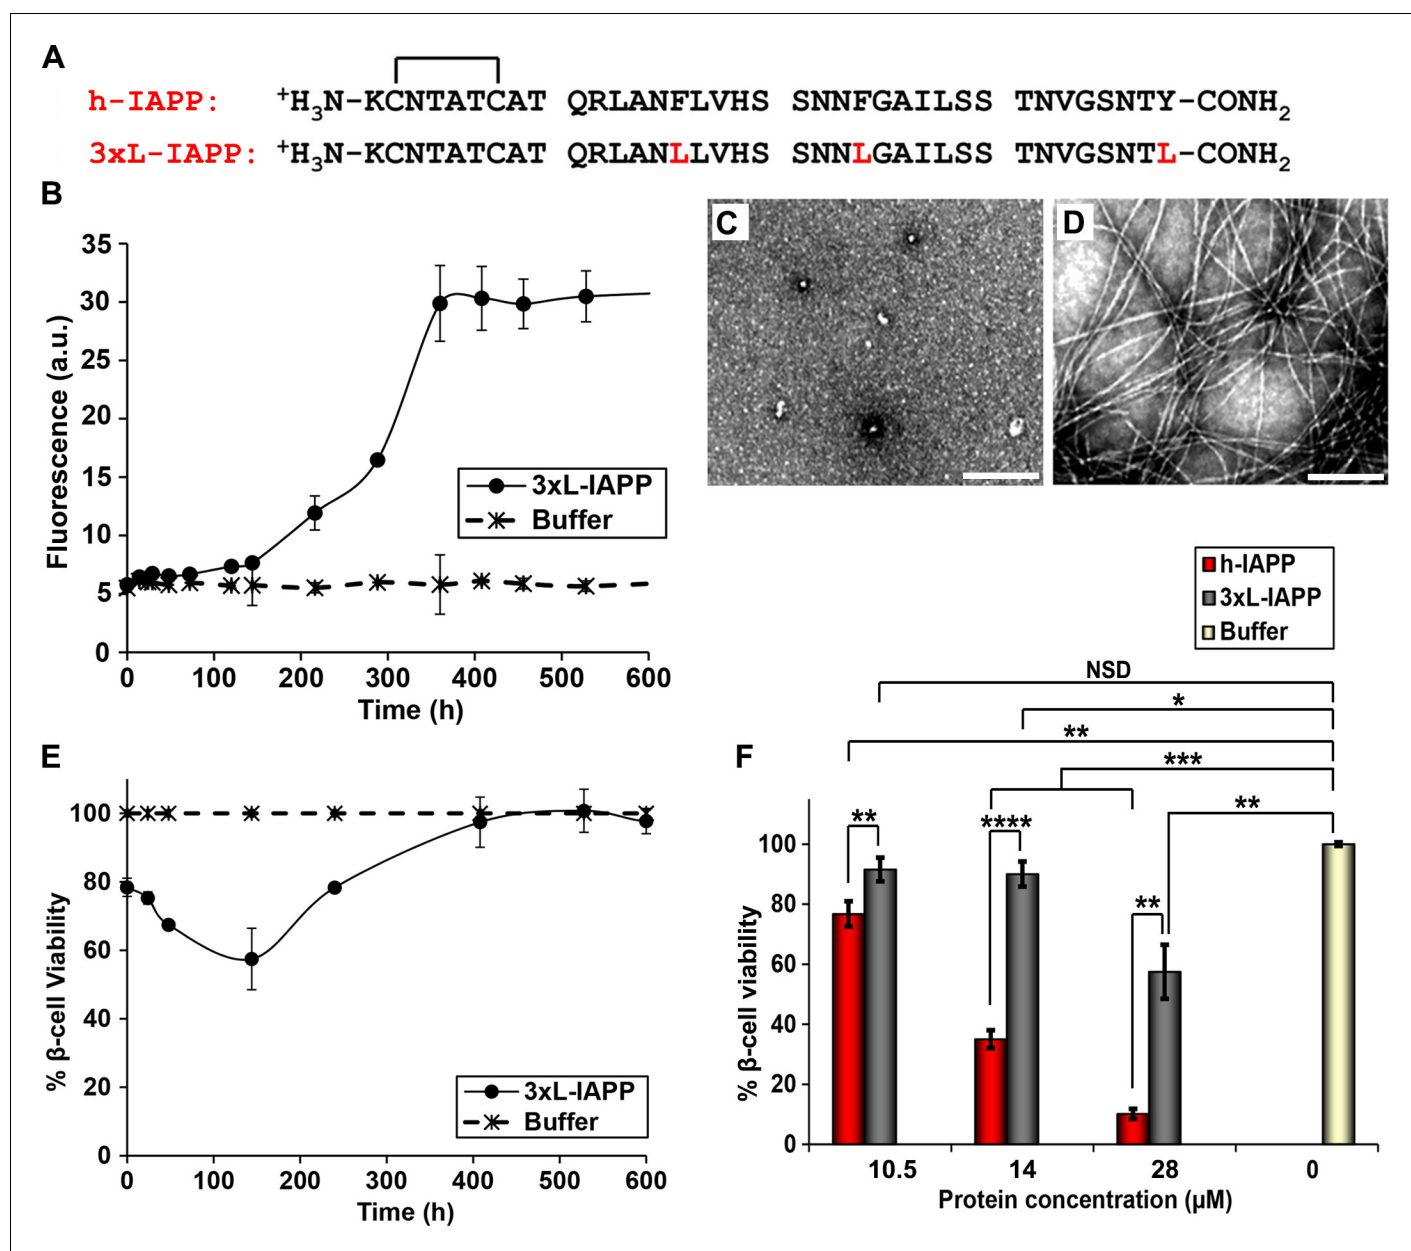 A
h-IAPP: +H3N-KCNTATCAT QRLANFLVHS SNNFGAILSS TNVGSNTY-CONH2
3xL-IAPP: +H3N-KCNTATCAT QRLANLLVHS SNNLGAILSS TNVGSNTL-CONH2
B
35
30
25
20
15
10
5
0
Fluorescence (a.u.)
3xL-IAPP
Buffer
0 100 200 300 400 500 600
Time (h)
C
D
E
100
80
60
40
20
0
% β-cell Viability
3xL-IAPP
Buffer
0 100 200 300 400 500 600
Time (h)
F
h-IAPP
3xL-IAPP
Buffer
NSD
*
**
***
**
**
****
**
100
80
60
40
20
0
% β-cell viability
10.5 14 28 0
Protein concentration (µM)